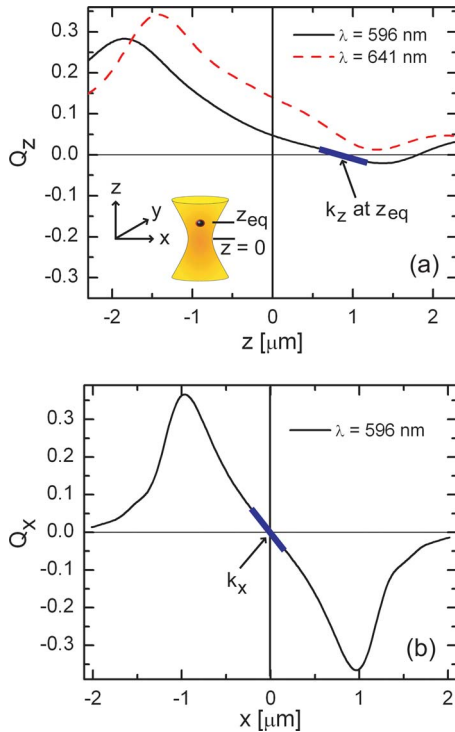 0.3
0.2
0.1
0.0
-0.1
-0.2
-0.3
Q_z
λ = 596 nm
λ = 641 nm
k_z at z_eq
z
y
x
z_eq
z = 0
(a)
-2 -1 0 1 2
z [μm]
0.3
0.2
0.1
0.0
-0.1
-0.2
-0.3
Q_x
λ = 596 nm
k_x
(b)
-2 -1 0 1 2
x [μm]